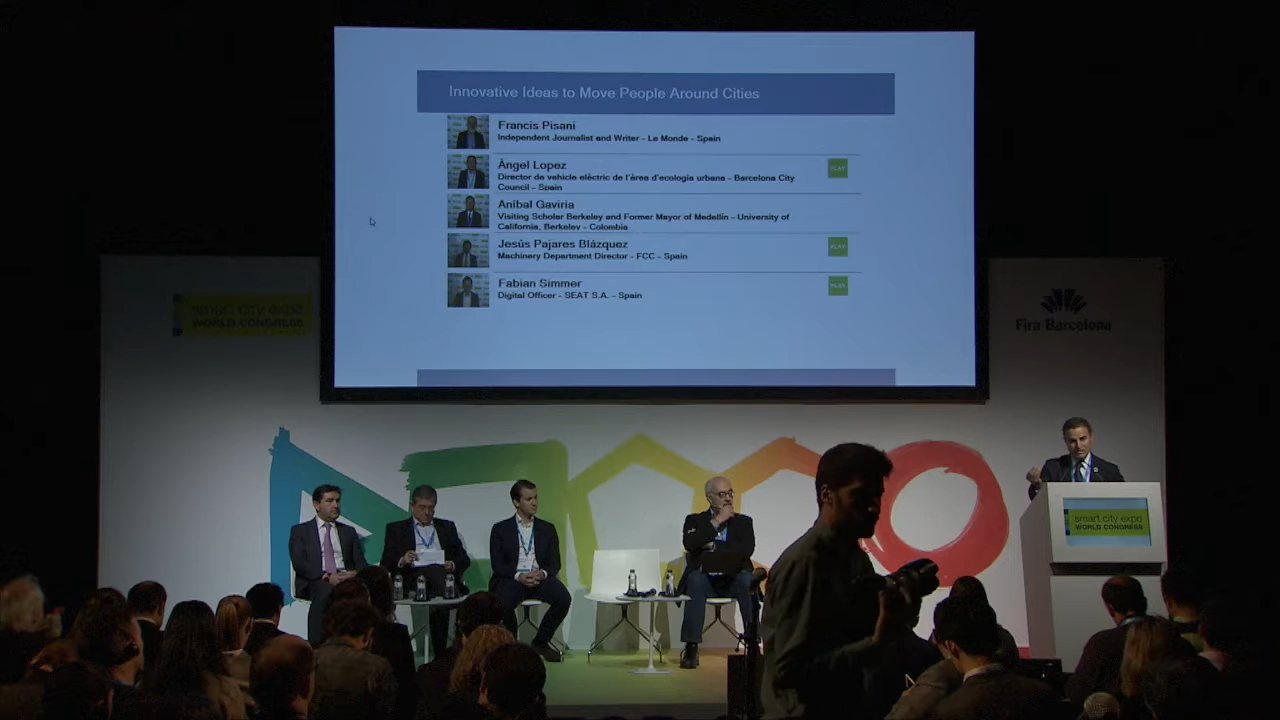 Innovative Ideas to Move People Around Cities
Francis Pisani
Independent Journalist and Writer - Le Monde - Spain
Àngel Lopez
Director de vehicle elèctric de l'àrea d'ecologia urbana - Barcelona City
Council - Spain
PLAY
Aníbal Gaviria
Visiting Scholar Berkeley and Former Mayor of Medellín - University of
California, Berkeley - Colombia
Jesús Pajares Blázquez
Machinery Department Director - FCC - Spain
PLAY
Fabian Simmer
Digital Officer - SEAT S.A. - Spain
PLAY
smart city expo
WORLD CONGRESS
Fira Barcelona
smart city expo
WORLD CONGRESS